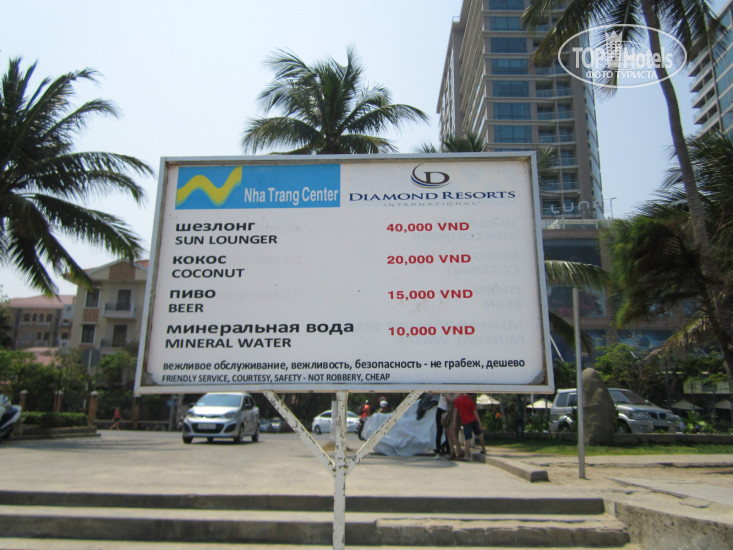 TOPHotels
ФОТО ТУРИСТА
Nha Trang Center
D
DIAMOND RESORTS
INTERNATIONAL
шезлонг
SUN LOUNGER
40,000 VND
кокос
COCONUT
20,000 VND
пиво
BEER
15,000 VND
минеральная вода
MINERAL WATER
10,000 VND
вежливое обслуживание, вежливость, безопасность - не грабеж, дешево
FRIENDLY SERVICE, COURTESY, SAFETY - NOT ROBBERY, CHEAP